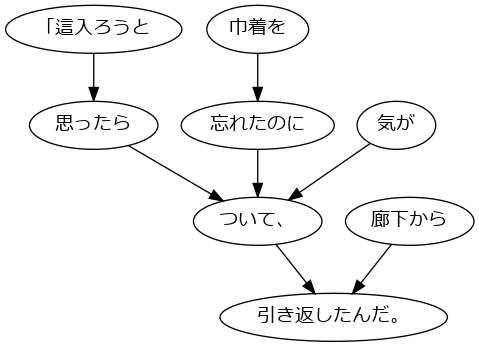 「這入ろうと
巾着を
思ったら
忘れたのに
気が
ついて、
廊下から
引き返したんだ。